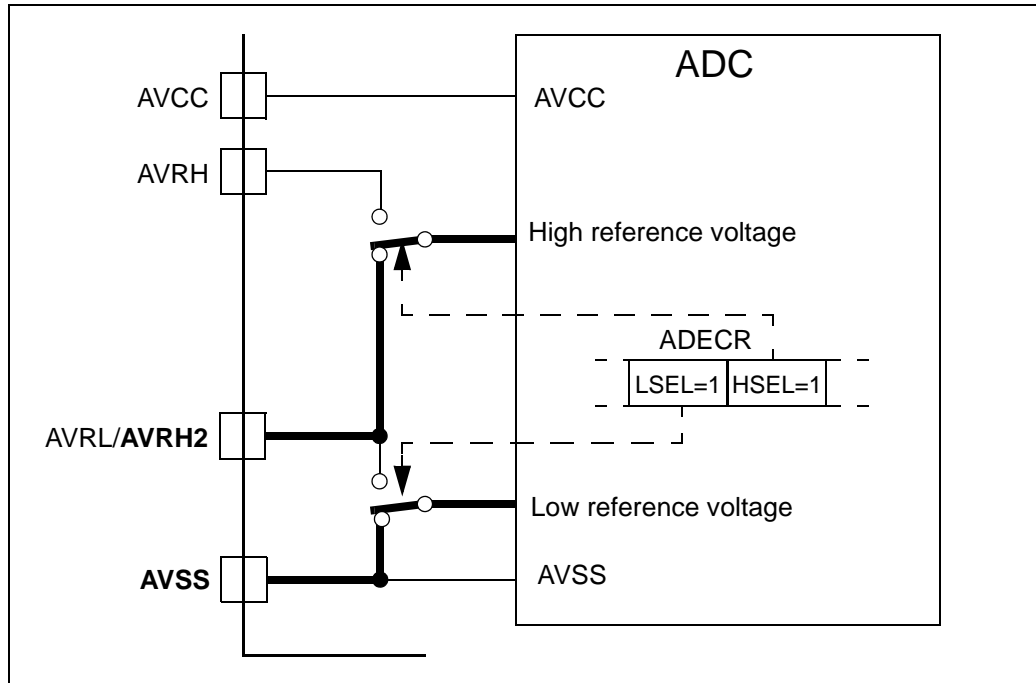 ADC
AVCC
AVCC
AVRH
High reference voltage
ADECR
LSEL=1 HSEL=1
AVRL/AVRH2
Low reference voltage
AVSS
AVSS